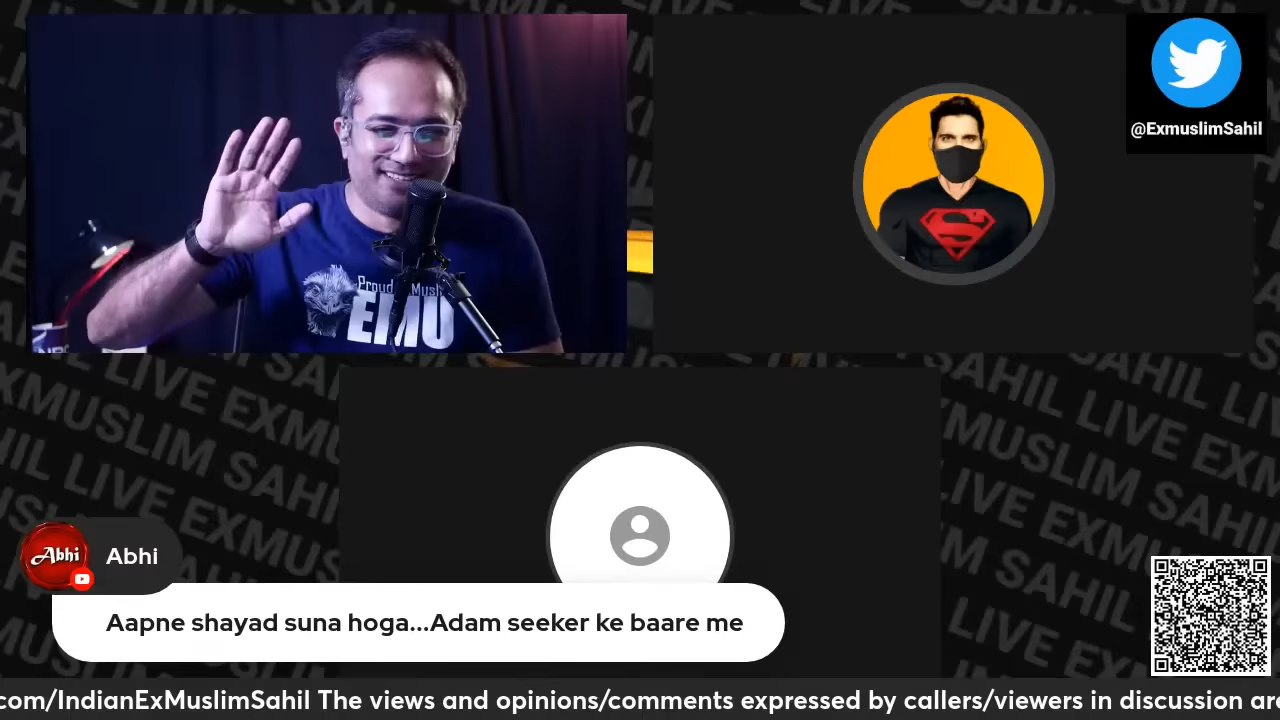 @ExmuslimSahil
Proud Mus
EMU
Abhi
Abhi
Aapne shayad suna hoga...Adam seeker ke baare me
com/IndianExMuslimSahil The views and opinions/comments expressed by callers/viewers in discussion ar